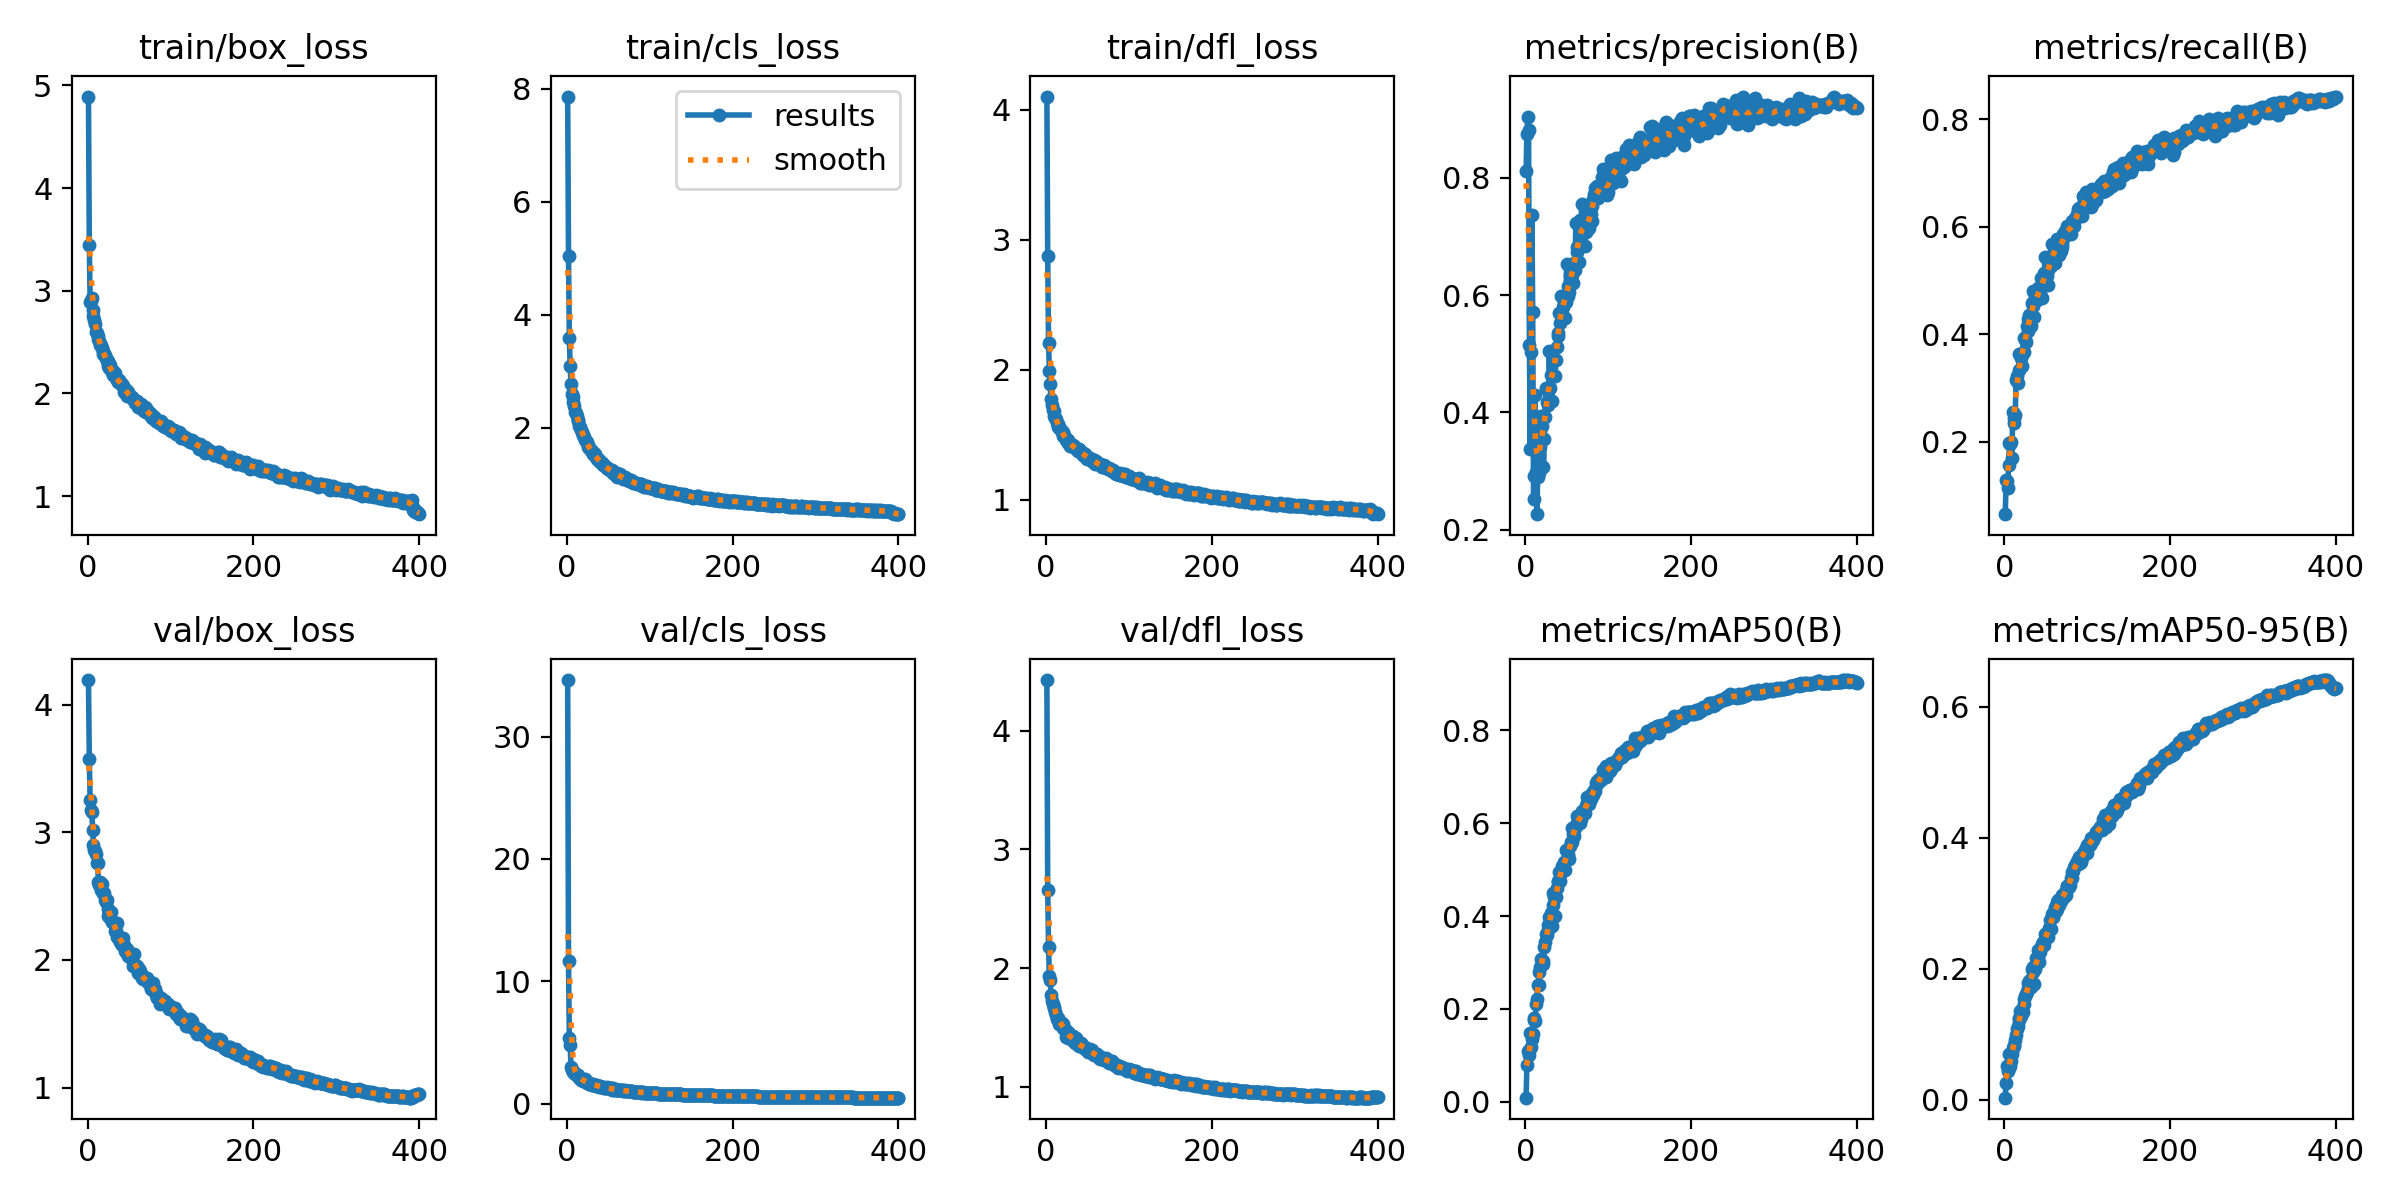 train/box_loss
5
4
3
2
1
0 200 400
train/cls_loss
8
6
4
2
results
smooth
0 200 400
train/dfl_loss
4
3
2
1
0 200 400
metrics/precision(B)
0.8
0.6
0.4
0.2
0 200 400
metrics/recall(B)
0.8
0.6
0.4
0.2
0 200 400
val/box_loss
4
3
2
1
0 200 400
val/cls_loss
30
20
10
0
0 200 400
val/dfl_loss
4
3
2
1
0 200 400
metrics/mAP50(B)
0.8
0.6
0.4
0.2
0.0
0 200 400
metrics/mAP50-95(B)
0.6
0.4
0.2
0.0
0 200 400